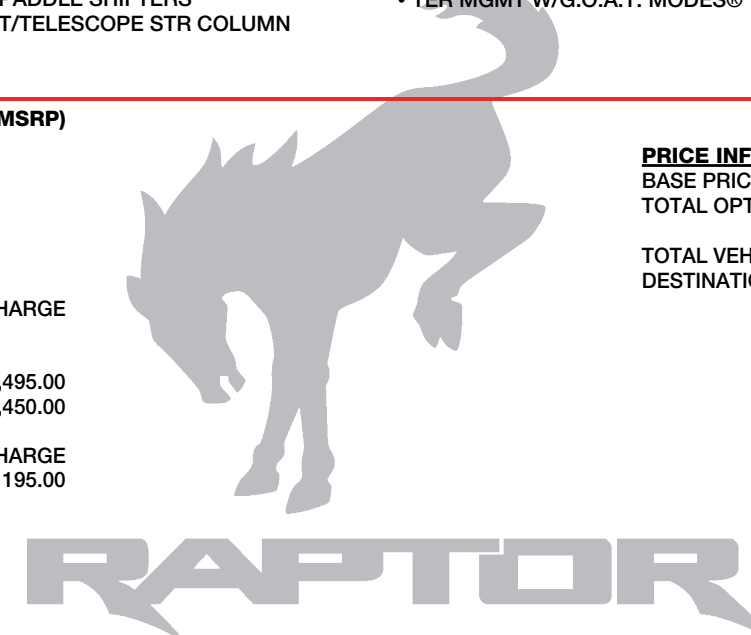 PADDLE SHIFTERS
T/TELESCOPE STR COLUMN
• TER MGMT W/G.O.A.T. MODES®
MSRP)
HARGE
,495.00
,450.00
HARGE
195.00
PRICE INF
BASE PRIC
TOTAL OPT
TOTAL VEH
DESTINATI
RAPTOR